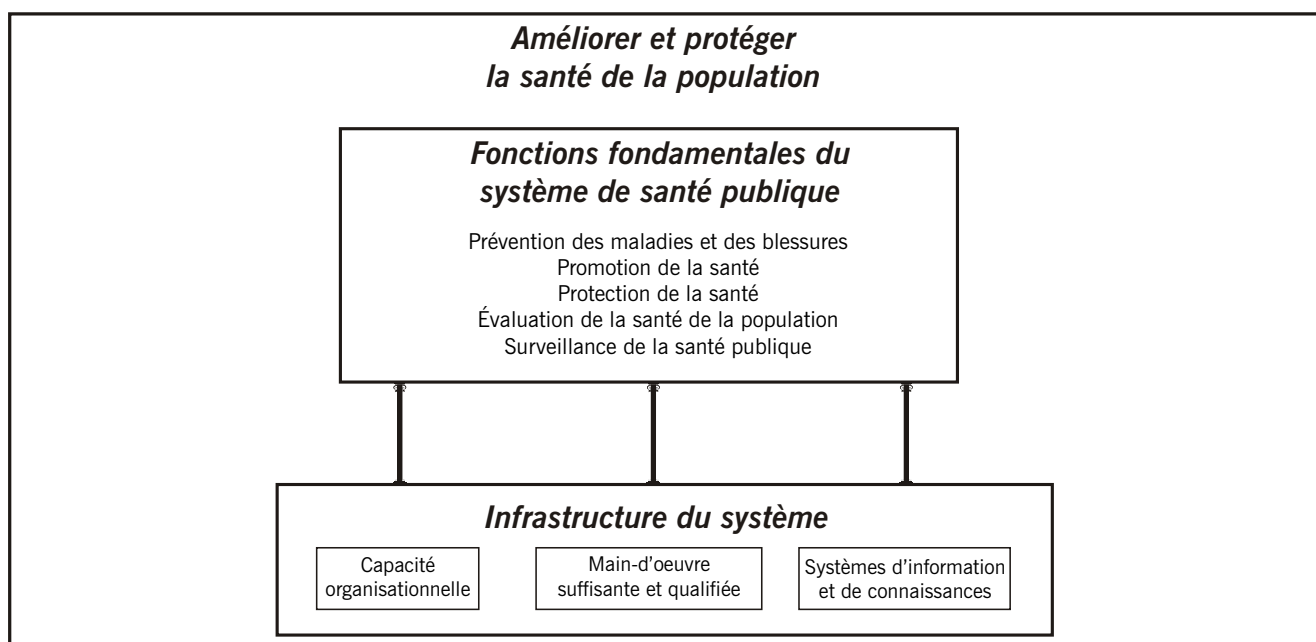 Améliorer et protéger
la santé de la population
Fonctions fondamentales du
système de santé publique
Prévention des maladies et des blessures
Promotion de la santé
Protection de la santé
Évaluation de la santé de la population
Surveillance de la santé publique
Infrastructure du système
Capacité
organisationnelle
Main-d'oeuvre
suffisante et qualifiée
Systèmes d'information
et de connaissances